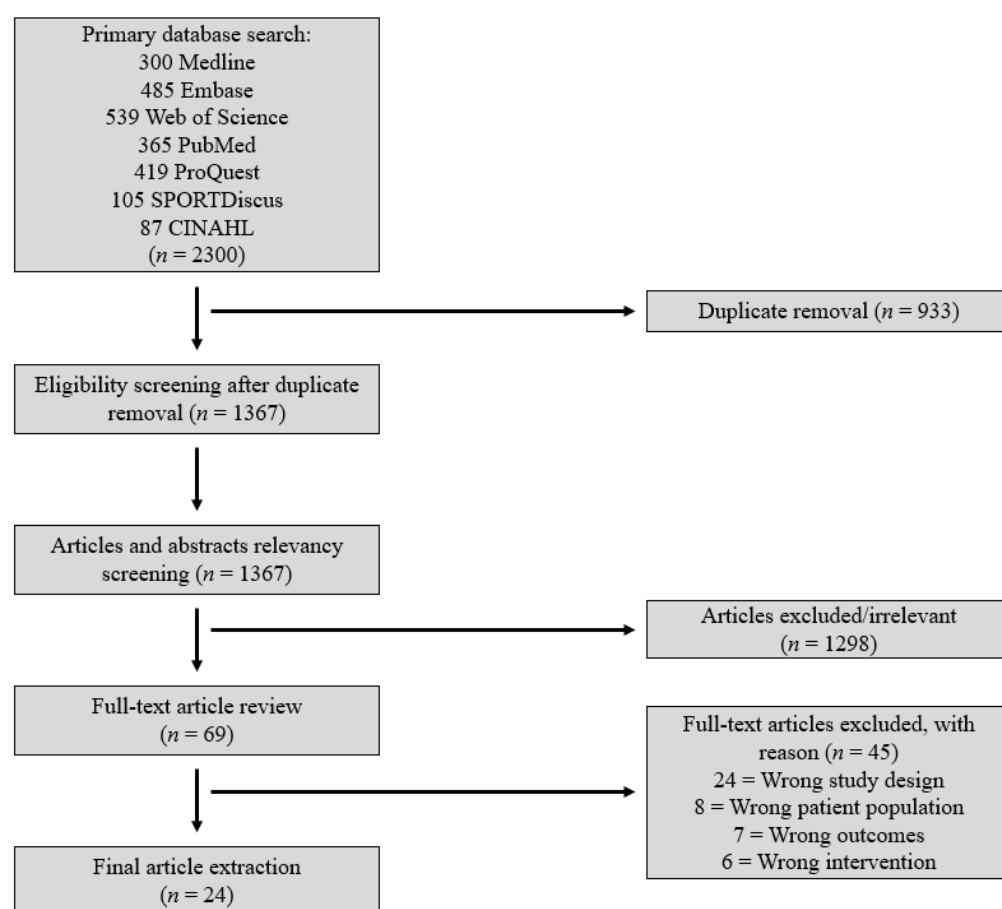 Primary database search:
300 Medline
485 Embase
539 Web of Science
365 PubMed
419 ProQuest
105 SPORTDiscus
87 CINAHL
(n = 2300)
Duplicate removal (n = 933)
Eligibility screening after duplicate
removal (n = 1367)
Articles and abstracts relevancy
screening (n = 1367)
Articles excluded/irrelevant
(n = 1298)
Full-text article review
(n = 69)
Full-text articles excluded, with
reason (n = 45)
24 = Wrong study design
8 = Wrong patient population
7 = Wrong outcomes
6 = Wrong intervention
Final article extraction
(n = 24)